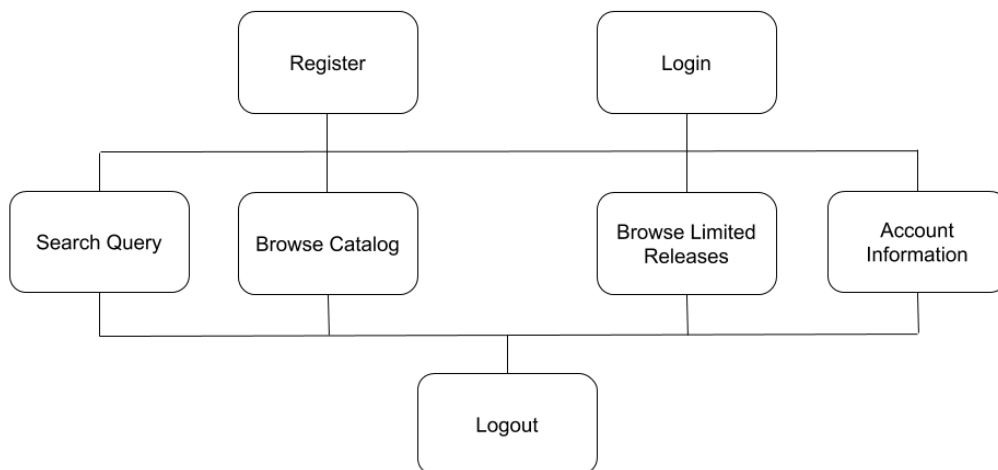 Register
Login
Search Query
Browse Catalog
Browse Limited
Releases
Account
Information
Logout